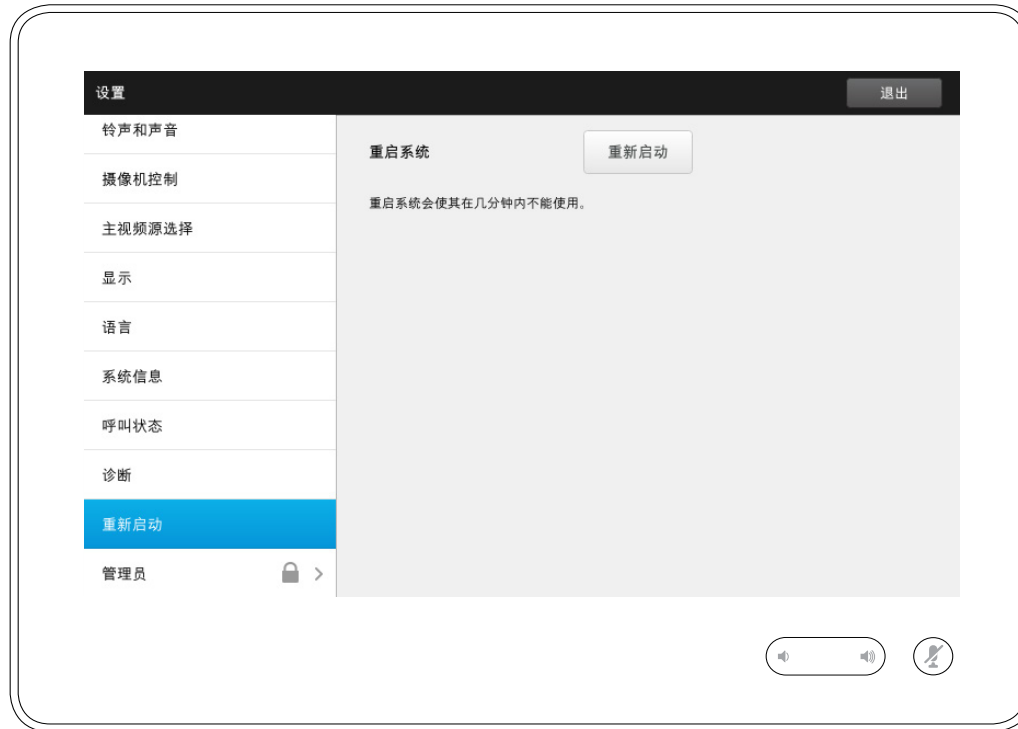 设置
退出
铃声和声音
摄像机控制
主视频源选择
显示
语言
系统信息
呼叫状态
诊断
重新启动
管理员
重启系统
重新启动
重启系统会使其在几分钟内不能使用。